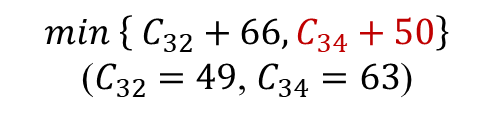 min { C₃₂ + 66, C₃₄ + 50}
(C₃₂ = 49, C₃₄ = 63)